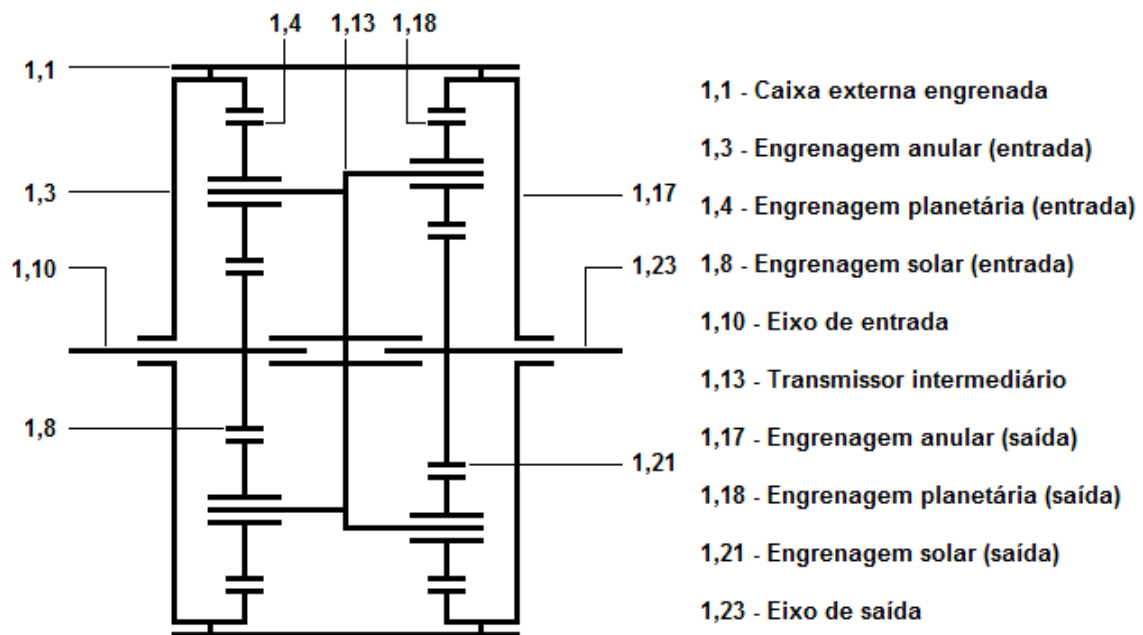 1,4
1,13
1,18
1,1
1,3
1,10
1,8
1,17
1,23
1,21
1,1 - Caixa externa engrenada
1,3 - Engrenagem anular (entrada)
1,4 - Engrenagem planetária (entrada)
1,8 - Engrenagem solar (entrada)
1,10 - Eixo de entrada
1,13 - Transmissor intermediário
1,17 - Engrenagem anular (saída)
1,18 - Engrenagem planetária (saída)
1,21 - Engrenagem solar (saída)
1,23 - Eixo de saída